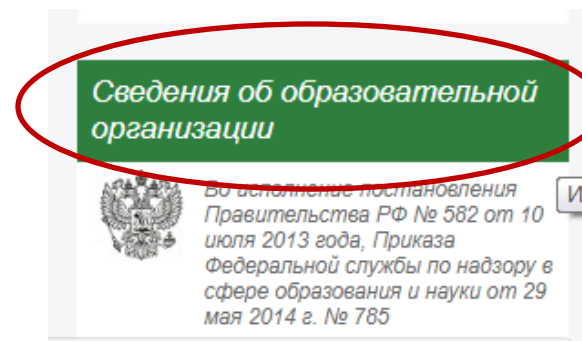 Сведения об образовательной
организации
Во исполнение постановления
Правительства РФ № 582 от 10
июля 2013 года, Приказа
Федеральной службы по надзору в
сфере образования и науки от 29
мая 2014 г. № 785